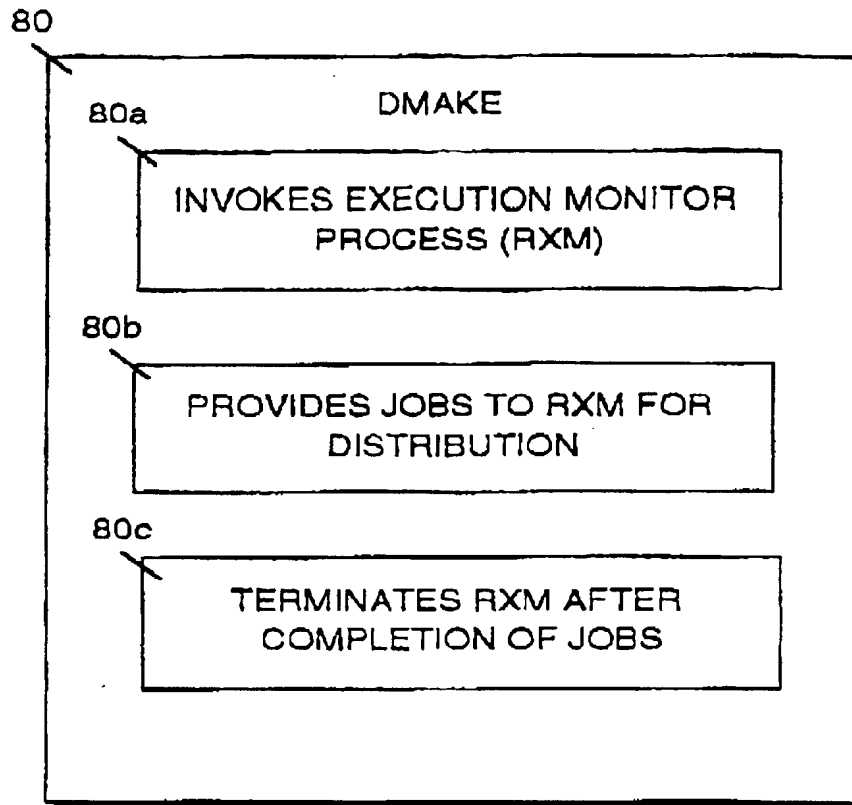 80
DMAKE
80a
INVOKES EXECUTION MONITOR
PROCESS (RXM)
80b
PROVIDES JOBS TO RXM FOR
DISTRIBUTION
80c
TERMINATES RXM AFTER
COMPLETION OF JOBS